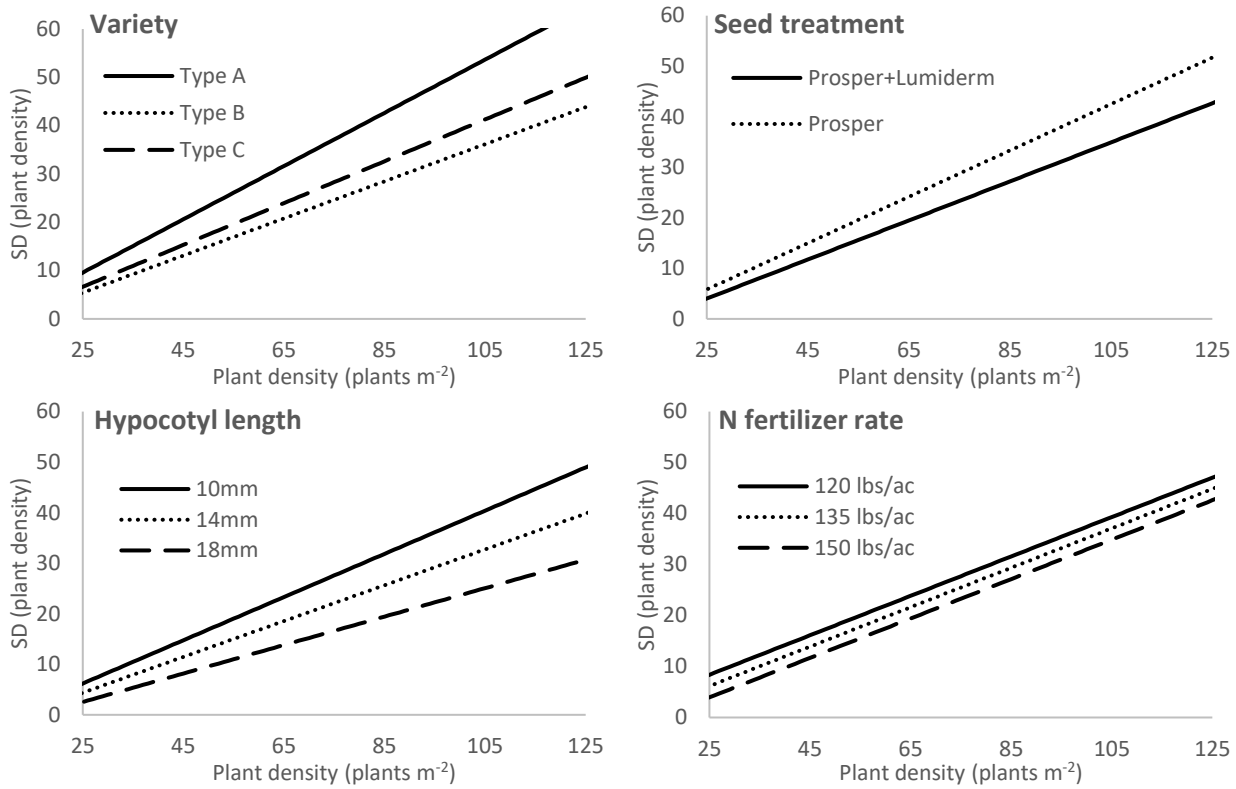 Variety
60
50
40
30
20
10
0
SD (plant density)
Type A
Type B
Type C
25 45 65 85 105 125
Plant density (plants m⁻²)
Seed treatment
60
50
40
30
20
10
0
SD (plant density)
Prosper+Lumiderm
Prosper
25 45 65 85 105 125
Plant density (plants m⁻²)
Hypocotyl length
60
50
40
30
20
10
0
SD (plant density)
10mm
14mm
18mm
25 45 65 85 105 125
Plant density (plants m⁻²)
N fertilizer rate
60
50
40
30
20
10
0
SD (plant density)
120 lbs/ac
135 lbs/ac
150 lbs/ac
25 45 65 85 105 125
Plant density (plants m⁻²)